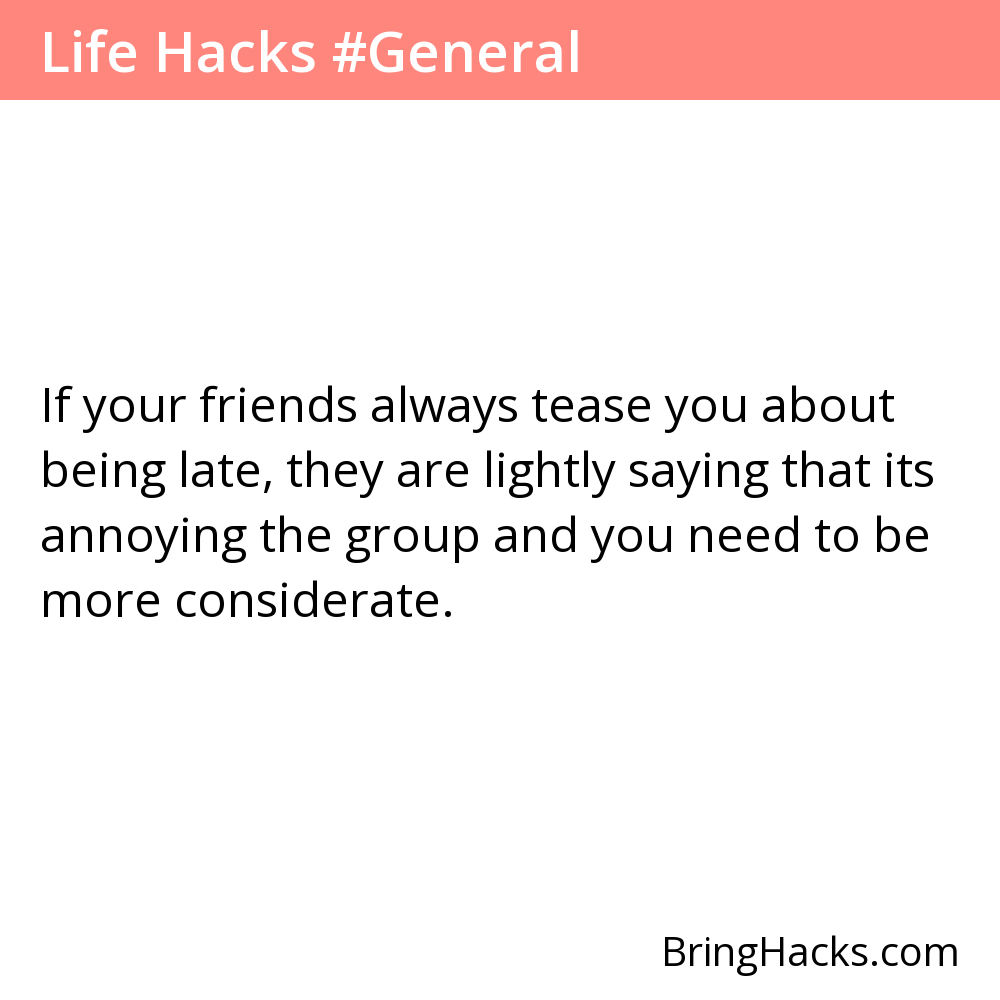 Life Hacks #General
If your friends always tease you about
being late, they are lightly saying that its
annoying the group and you need to be
more considerate.
BringHacks.com